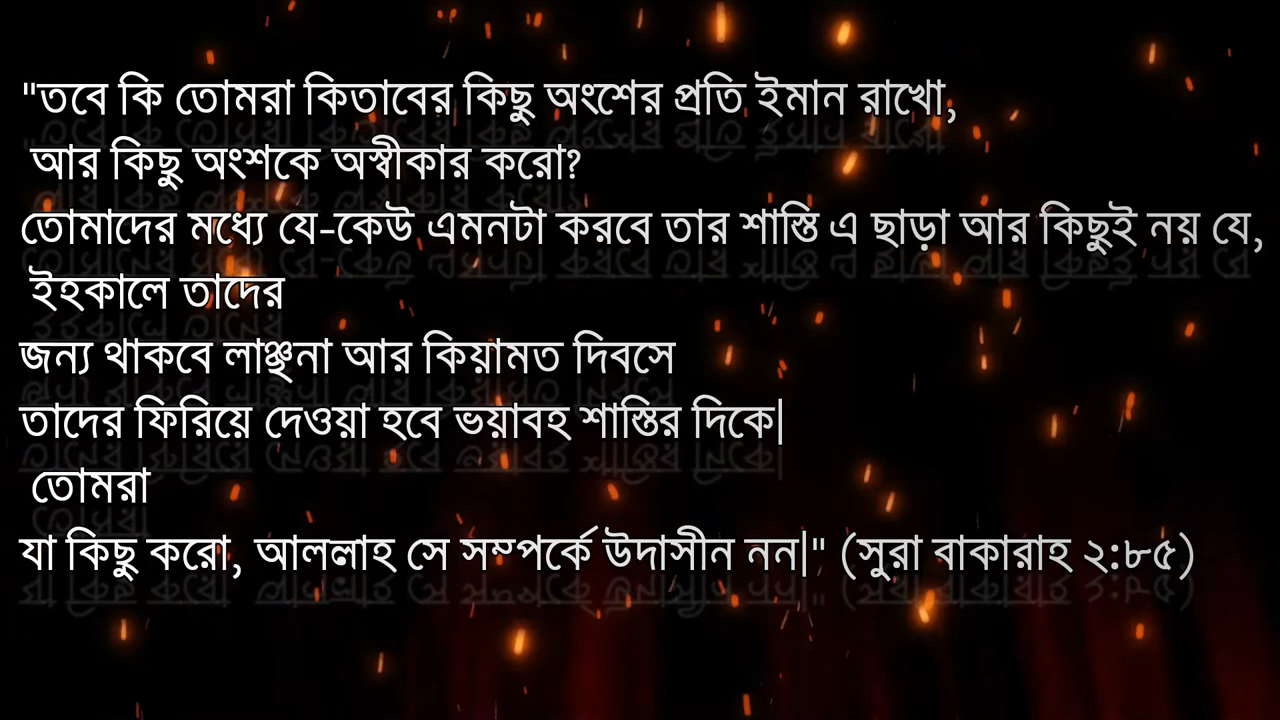 "তবে কি তোমরা কিতাবের কিছু অংশের প্রতি ইমান রাখো,
আর কিছু অংশকে অস্বীকার করো?
তোমাদের মধ্যে যে-কেউ এমনটা করবে তার শাস্তি এ ছাড়া আর কিছুই নয় যে,
ইহকালে তাদের
জন্য থাকবে লাঞ্ছনা আর কিয়ামত দিবসে
তাদের ফিরিয়ে দেওয়া হবে ভয়াবহ শাস্তির দিকে|
তোমরা
যা কিছু করো, আললাহ সে সম্পর্কে উদাসীন নন|" (সুরা বাকারাহ ২:৮৫)